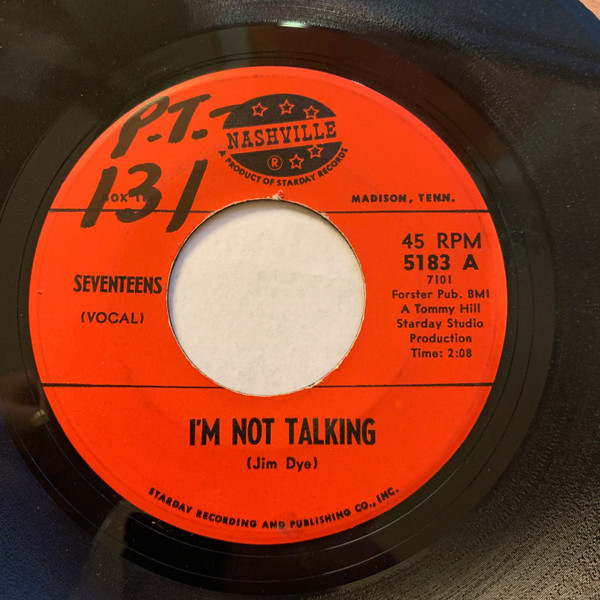 P.T.
131
NASHVILLE
®
A PRODUCT OF STARDAY RECORDS
BOX
MADISON, TENN.
45 RPM
5183 A
7101
SEVENTEENS
(VOCAL)
Forster Pub. BMI
A Tommy Hill
Starday Studio
Production
Time: 2:08
I'M NOT TALKING
(Jim Dye)
STARDAY RECORDING AND PUBLISHING CO., INC.